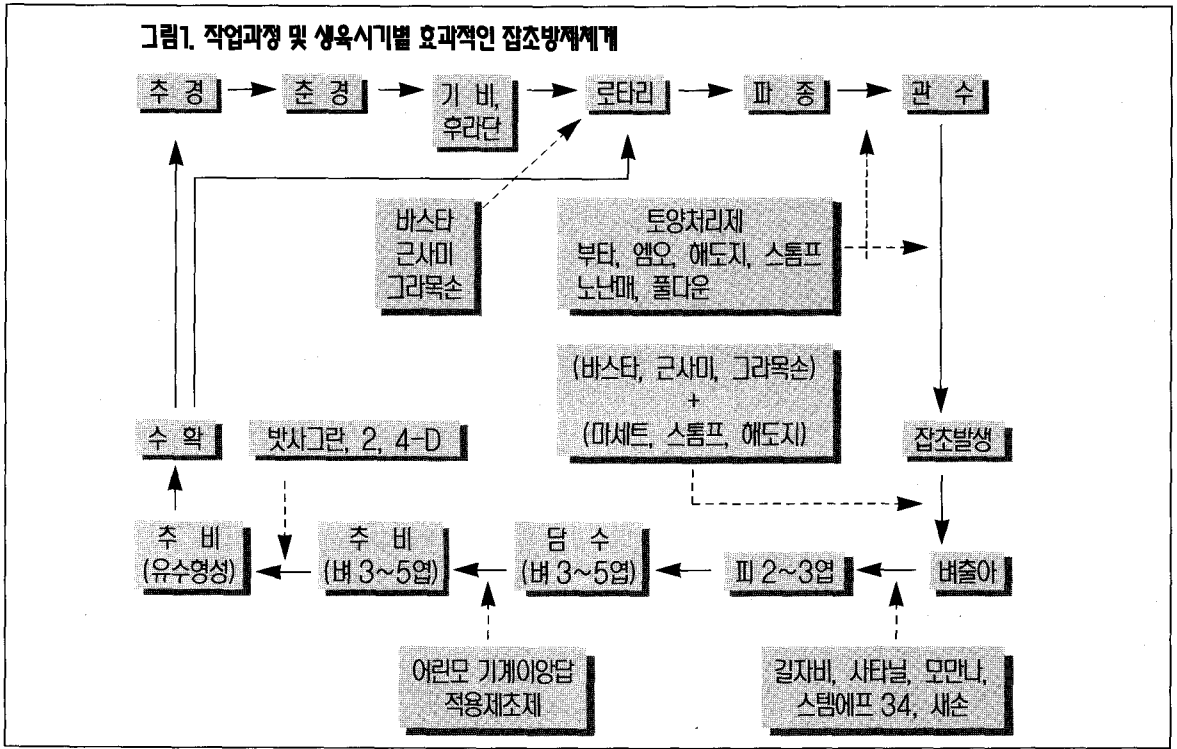 그림1. 작업과정 및 생육시기별 효과적인 잡초방제체계
추 경
춘 경
기 비,
후라단
로타리
파 종
관 수
바스타
근사미
그라목손
토양처리제
부타, 엠오, 해도지, 스톰프
노난매, 풀다운
(바스타, 근사미, 그라목손)
+
(마세트, 스톰프, 해도지)
수 확
밧사그란, 2, 4-D
잡초발생
추 비
(유수형성)
추 비
(벼 3~5엽)
담 수
(벼 3~5엽)
피 2~3엽
벼출아
어린모 기계이앙답
적용제초제
길자비, 사타닐, 모만나,
스템에프 34, 새손